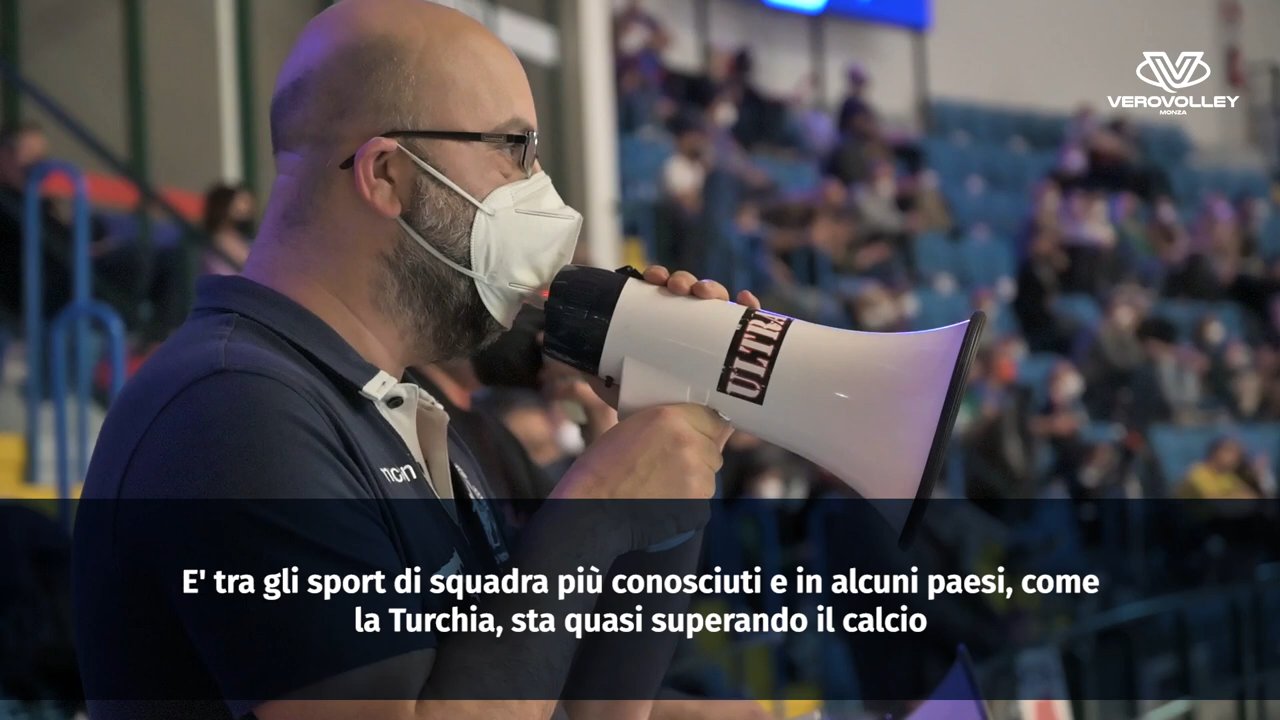 VEROVOLLEY
MONZA
ULTRA
E' tra gli sport di squadra più conosciuti e in alcuni paesi, come
la Turchia, sta quasi superando il calcio